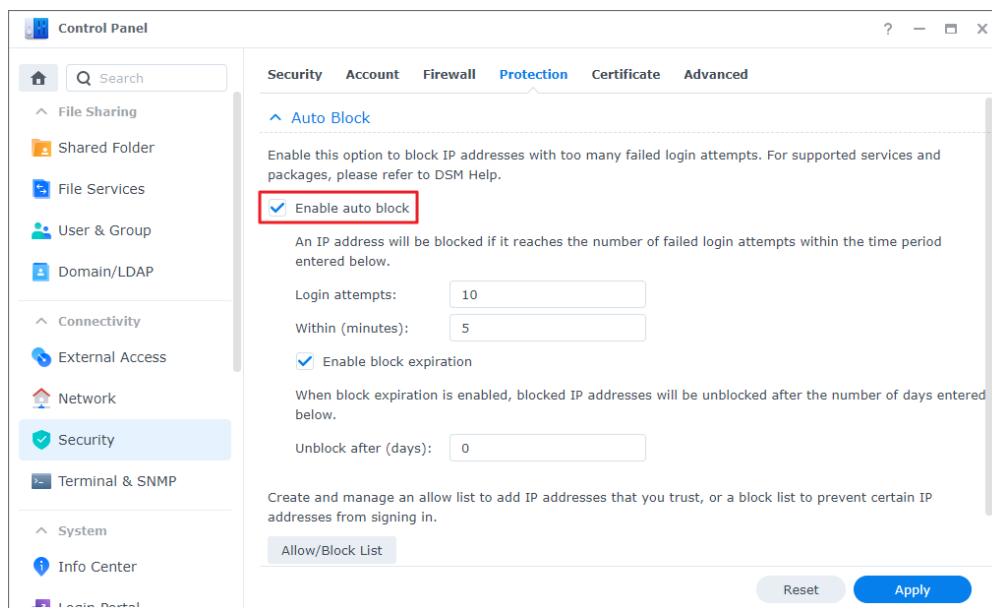 Control Panel
?
Search
File Sharing
Shared Folder
File Services
User & Group
Domain/LDAP
Connectivity
External Access
Network
Security
Terminal & SNMP
System
Info Center
Login Portal
Security Account Firewall Protection Certificate Advanced
Auto Block
Enable this option to block IP addresses with too many failed login attempts. For supported services and
packages, please refer to DSM Help.
Enable auto block
An IP address will be blocked if it reaches the number of failed login attempts within the time period
entered below.
Login attempts: 10
Within (minutes): 5
Enable block expiration
When block expiration is enabled, blocked IP addresses will be unblocked after the number of days entered
below.
Unblock after (days): 0
Create and manage an allow list to add IP addresses that you trust, or a block list to prevent certain IP
addresses from signing in.
Allow/Block List
Reset Apply